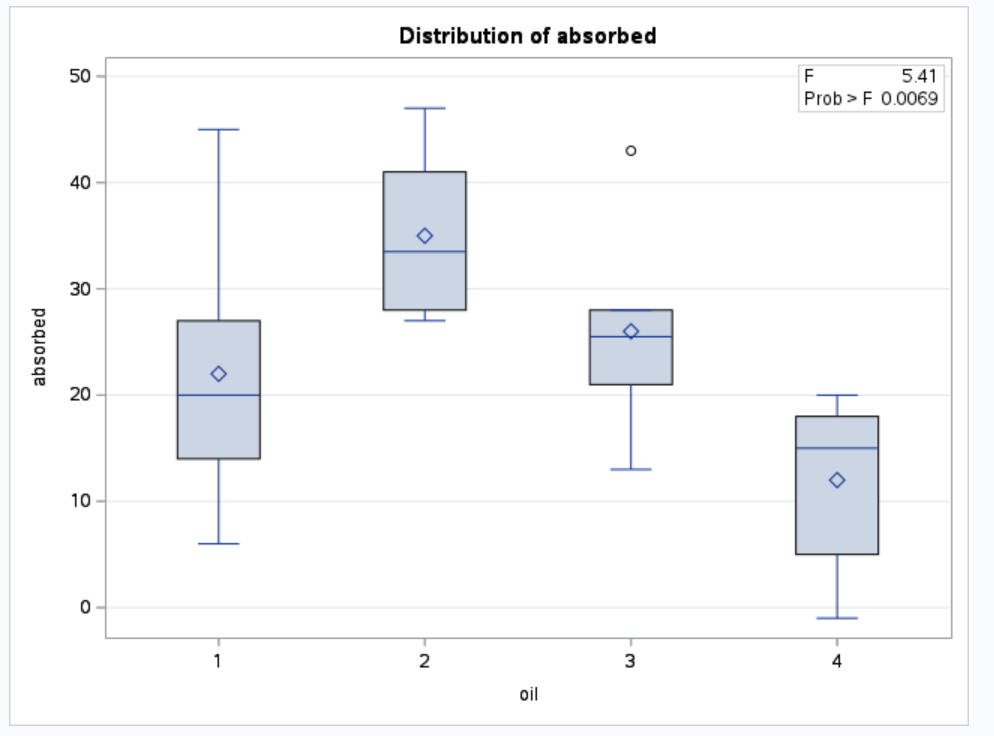 Distribution of absorbed
F 5.41
Prob > F 0.0069
50
40
30
20
10
0
absorbed
1 2 3 4
oil